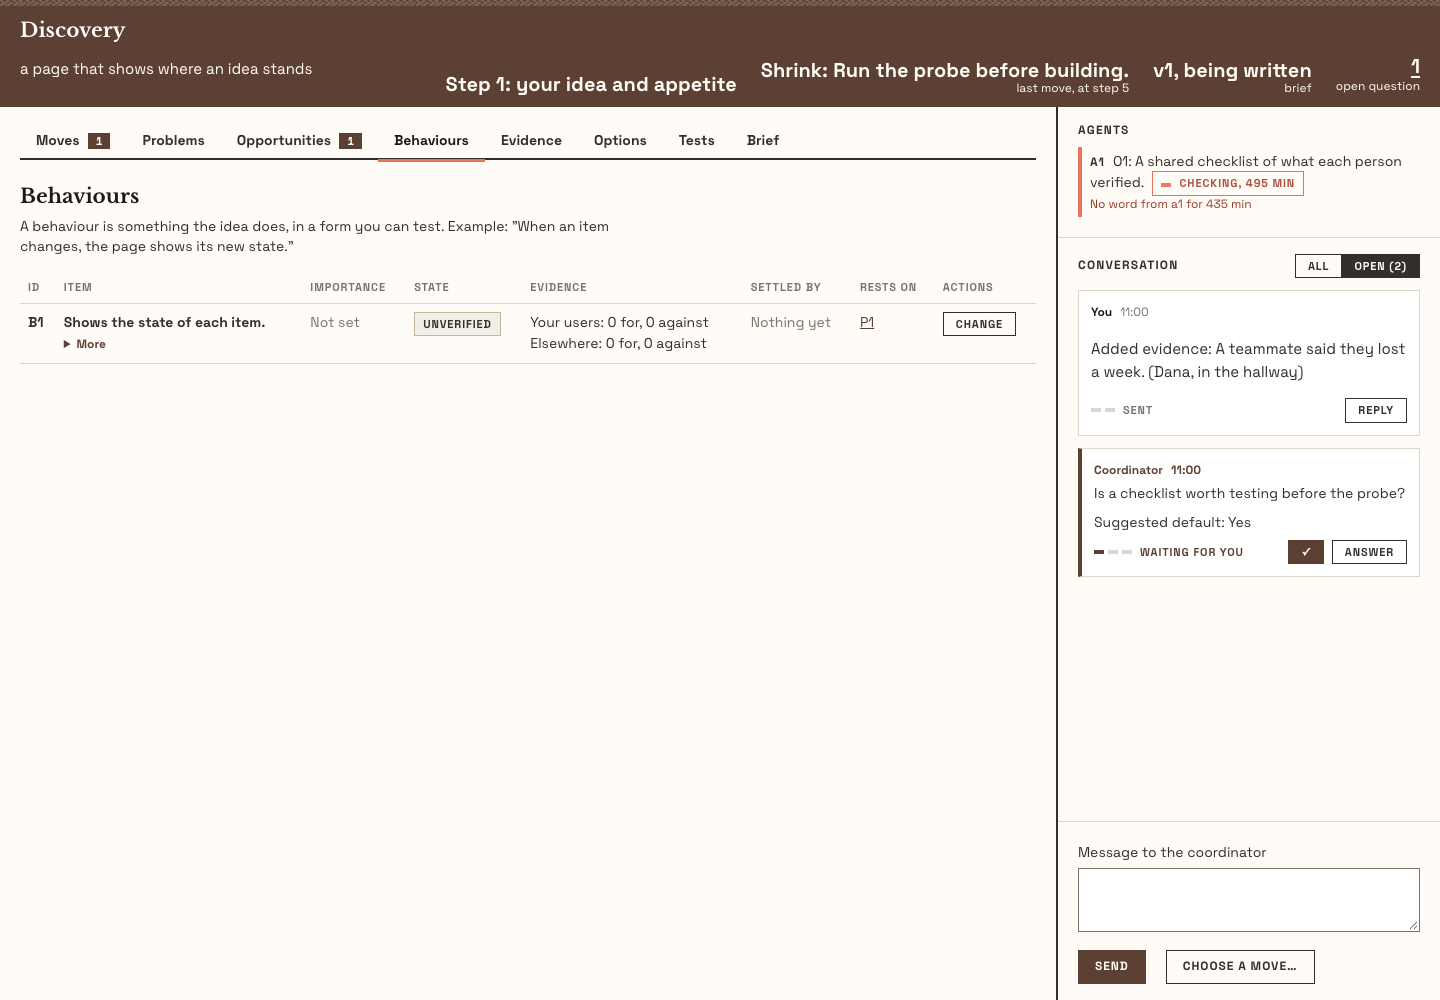 Discovery
a page that shows where an idea stands
Step 1: your idea and appetite
Shrink: Run the probe before building.
last move, at step 5
v1, being written
brief
1
open question
Moves 1 Problems Opportunities 1 Behaviours Evidence Options Tests Brief
Behaviours
A behaviour is something the idea does, in a form you can test. Example: "When an item
changes, the page shows its new state."
ID ITEM IMPORTANCE STATE EVIDENCE SETTLED BY RESTS ON ACTIONS
B1 Shows the state of each item. Not set UNVERIFIED Your users: 0 for, 0 against Nothing yet P1 CHANGE
More Elsewhere: 0 for, 0 against
AGENTS
A1 O1: A shared checklist of what each person
verified. CHECKING, 495 MIN
No word from a1 for 435 min
CONVERSATION ALL OPEN (2)
You 11:00
Added evidence: A teammate said they lost
a week. (Dana, in the hallway)
SENT REPLY
Coordinator 11:00
Is a checklist worth testing before the probe?
Suggested default: Yes
WAITING FOR YOU ✓ ANSWER
Message to the coordinator
SEND CHOOSE A MOVE…